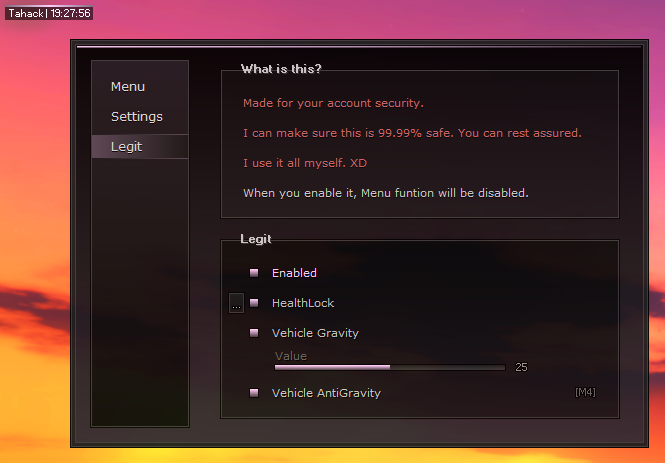 Tahack | 19:27:56
Menu
Settings
Legit
What is this?
Made for your account security.
I can make sure this is 99.99% safe. You can rest assured.
I use it all myself. XD
When you enable it, Menu funtion will be disabled.
Legit
Enabled
...
HealthLock
Vehicle Gravity
Value
25
Vehicle AntiGravity
[M4]